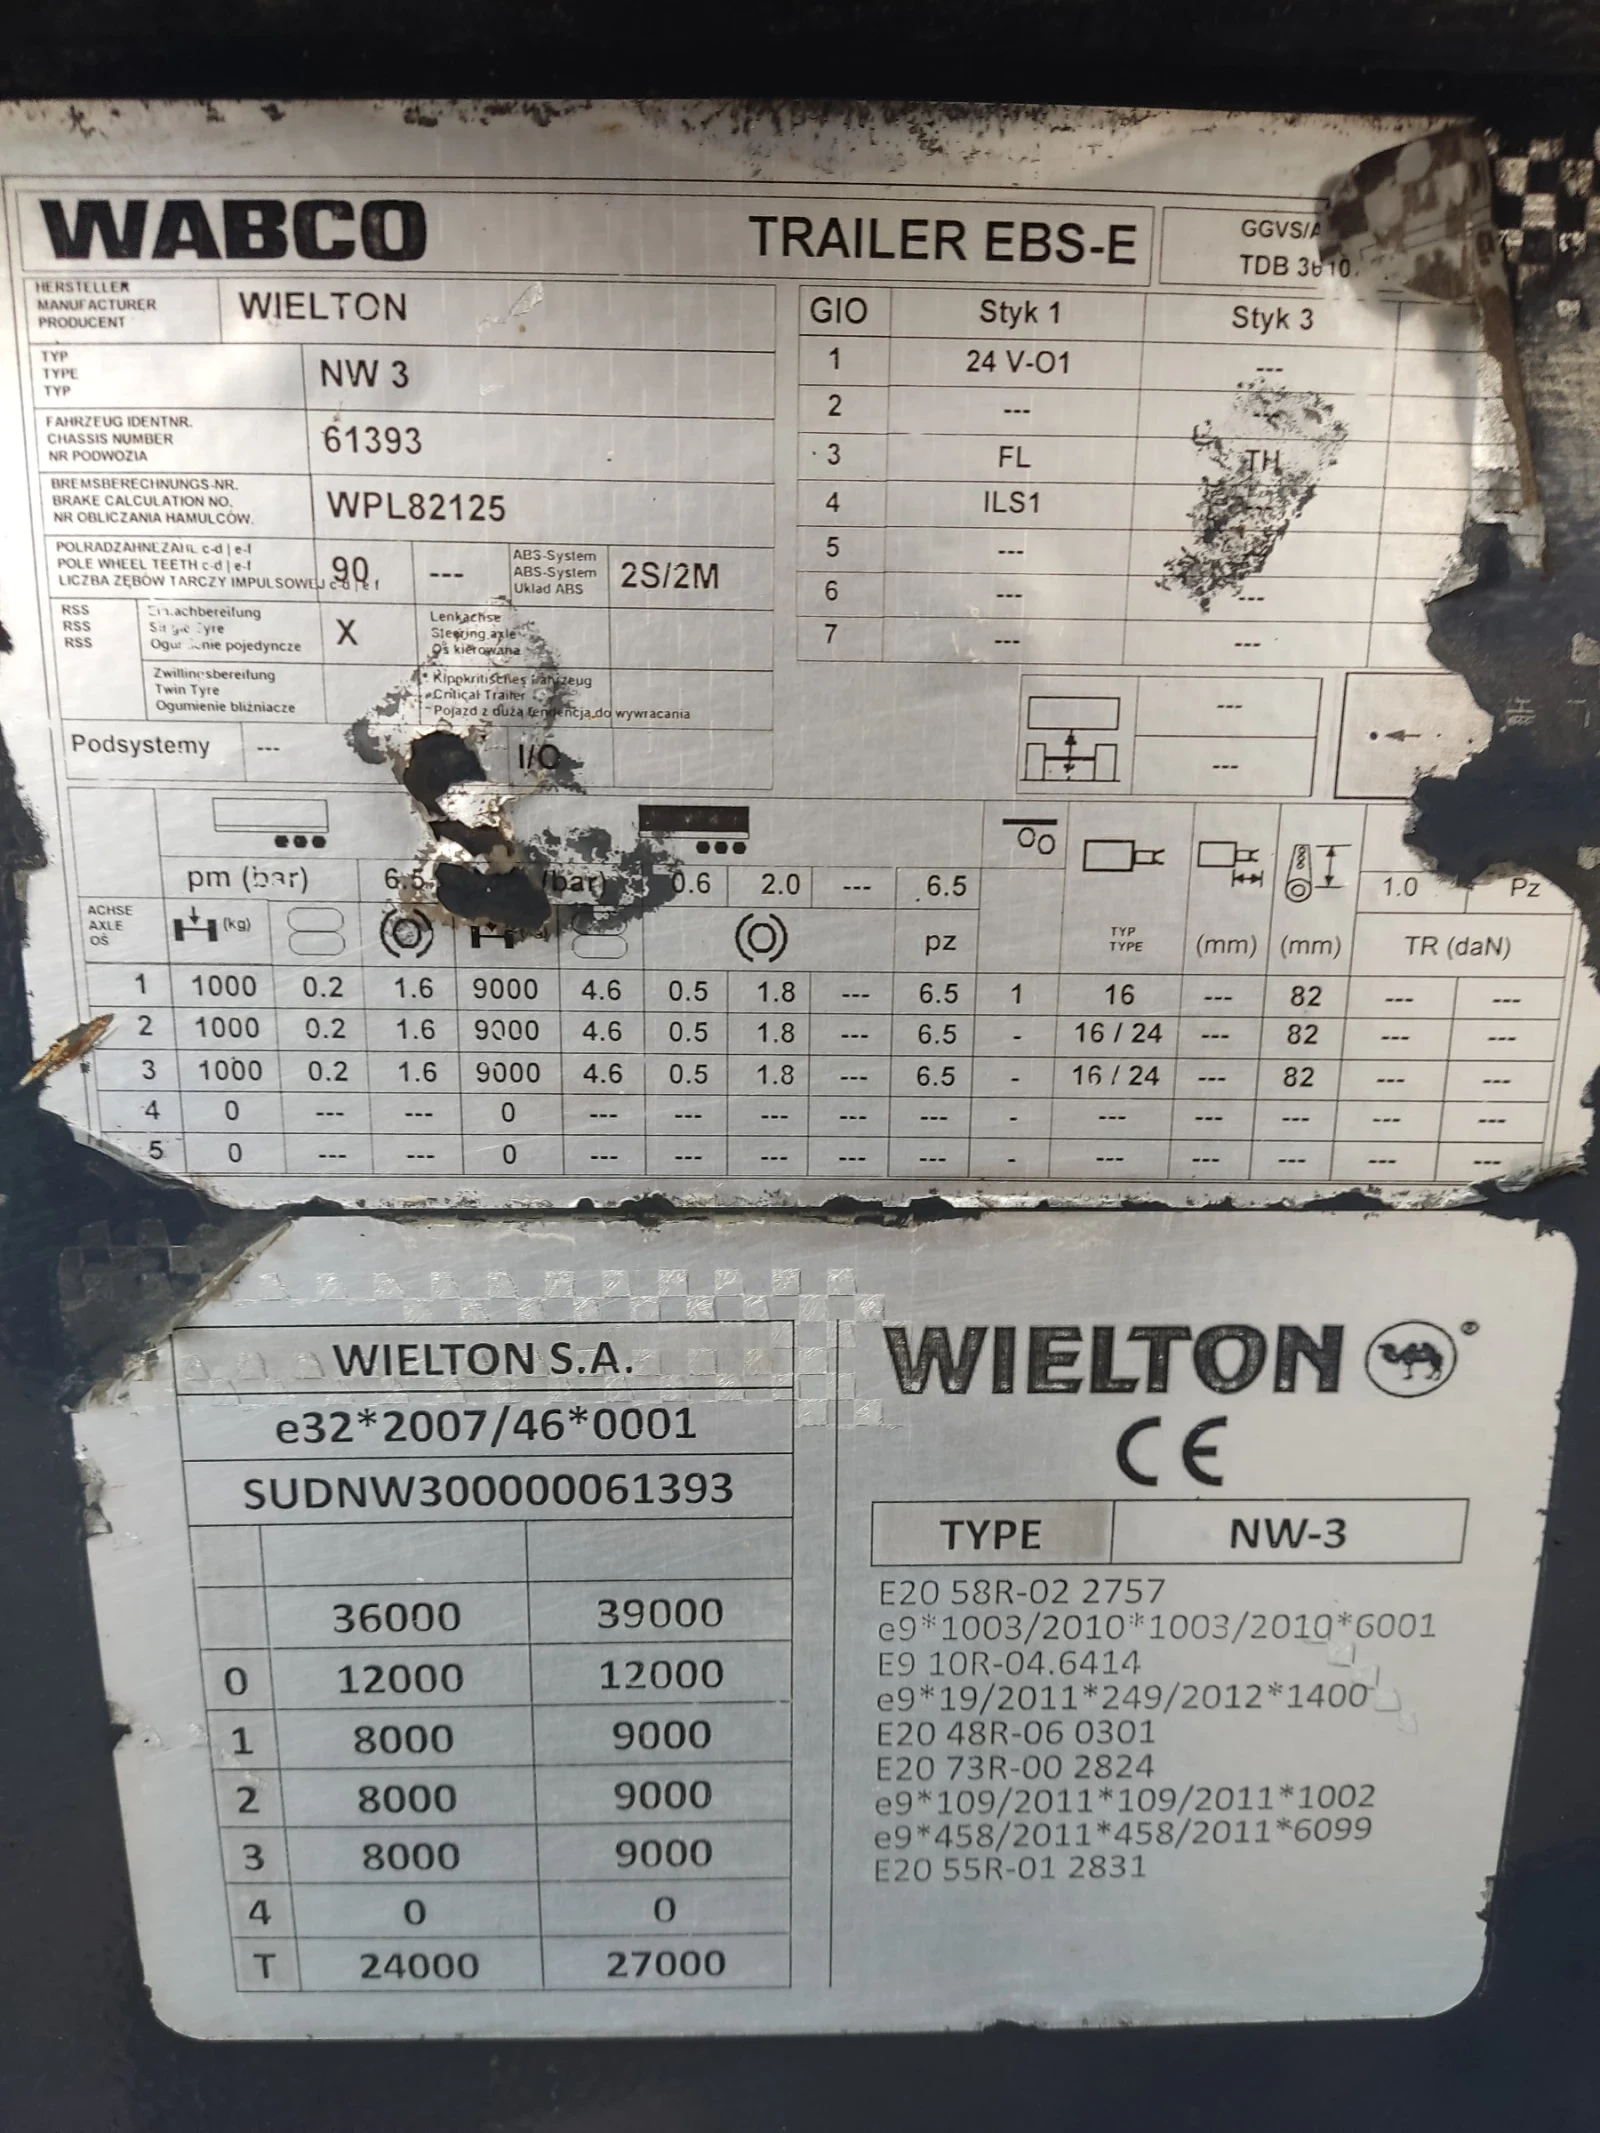 WABCO TRAILER EBS-E
GGVS/A
TDB
HERSTELLER
MANUFACTURER
PRODUCENT
WIELTON
TYP
TYPE
TYP
NW 3
FAHRZEUG IDENTNR.
CHASSIS NUMBER
NR PODWOZIA
61393
BREMSBERECHNUNGS-NR.
BRAKE CALCULATION NO.
NR OBLICZANIA HAMULCÓW.
WPL82125
POLRADZÄHNEZAHL c-d | e-f
POLE WHEEL TEETH c-d | e-f
LICZBA ZĘBÓW TARCZY IMPULSOWEJ c-d | e f
90 ---
ABS-System
ABS-System
Układ ABS
2S/2M
RSS
RSS
RSS
Einfachbereifung
Single Tyre
Ogumienie pojedyncze
X
Lenkachse
Steering axle
Oś kierowana
Zwillingsbereifung
Twin Tyre
Ogumienie bliźniacze
Kippkritisches Fahrzeug
Critical Trailer
Pojazd z dużą tendencją do wywracania
Podsystemy --- I/O
GIO Styk 1 Styk 3
1 24 V-O1 ---
2 ---
3 FL TH
4 ILS1
5 ---
6 --- ---
7 --- ---
---
---
pm (bar) 6.5 (bar) 0.6 2.0 --- 6.5 1.0 Pz
ACHSE
AXLE
OŚ
(kg) pz
TYP
TYPE
(mm) (mm) TR (daN)
1 1000 0.2 1.6 9000 4.6 0.5 1.8 --- 6.5 1 16 --- 82 --- ---
2 1000 0.2 1.6 9000 4.6 0.5 1.8 --- 6.5 - 16 / 24 --- 82 --- ---
3 1000 0.2 1.6 9000 4.6 0.5 1.8 --- 6.5 - 16 / 24 --- 82 --- ---
4 0 --- --- 0 --- --- --- --- --- - --- --- --- --- ---
5 0 --- --- 0 --- --- --- --- --- - --- --- --- --- ---
WIELTON S.A.
e32*2007/46*0001
SUDNW300000061393
36000 39000
0 12000 12000
1 8000 9000
2 8000 9000
3 8000 9000
4 0 0
T 24000 27000
WIELTON ®
CE
TYPE NW-3
E20 58R-02 2757
e9*1003/2010*1003/2010*6001
E9 10R-04.6414
e9*19/2011*249/2012*1400
E20 48R-06 0301
E20 73R-00 2824
e9*109/2011*109/2011*1002
e9*458/2011*458/2011*6099
E20 55R-01 2831